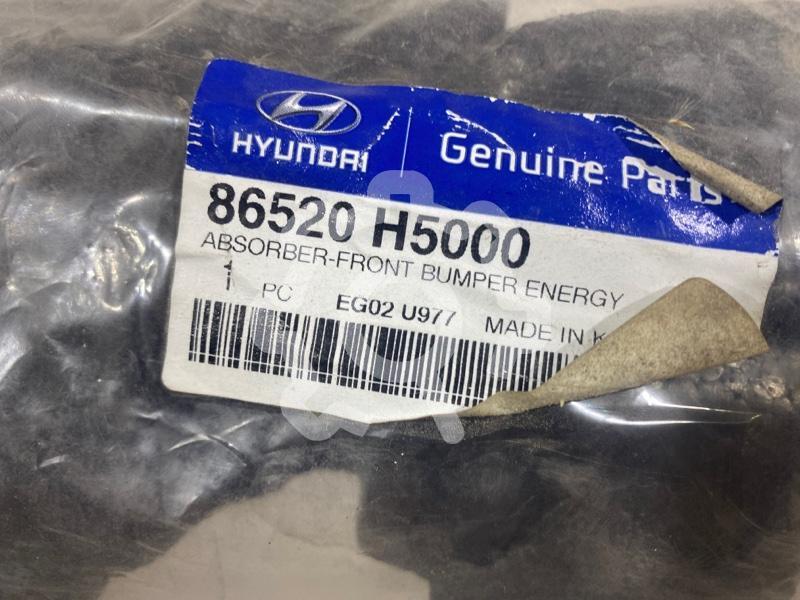 HYUNDAI
Genuine Parts
86520 H5000
ABSORBER-FRONT BUMPER ENERGY
1 PC EG02 U977 MADE IN K